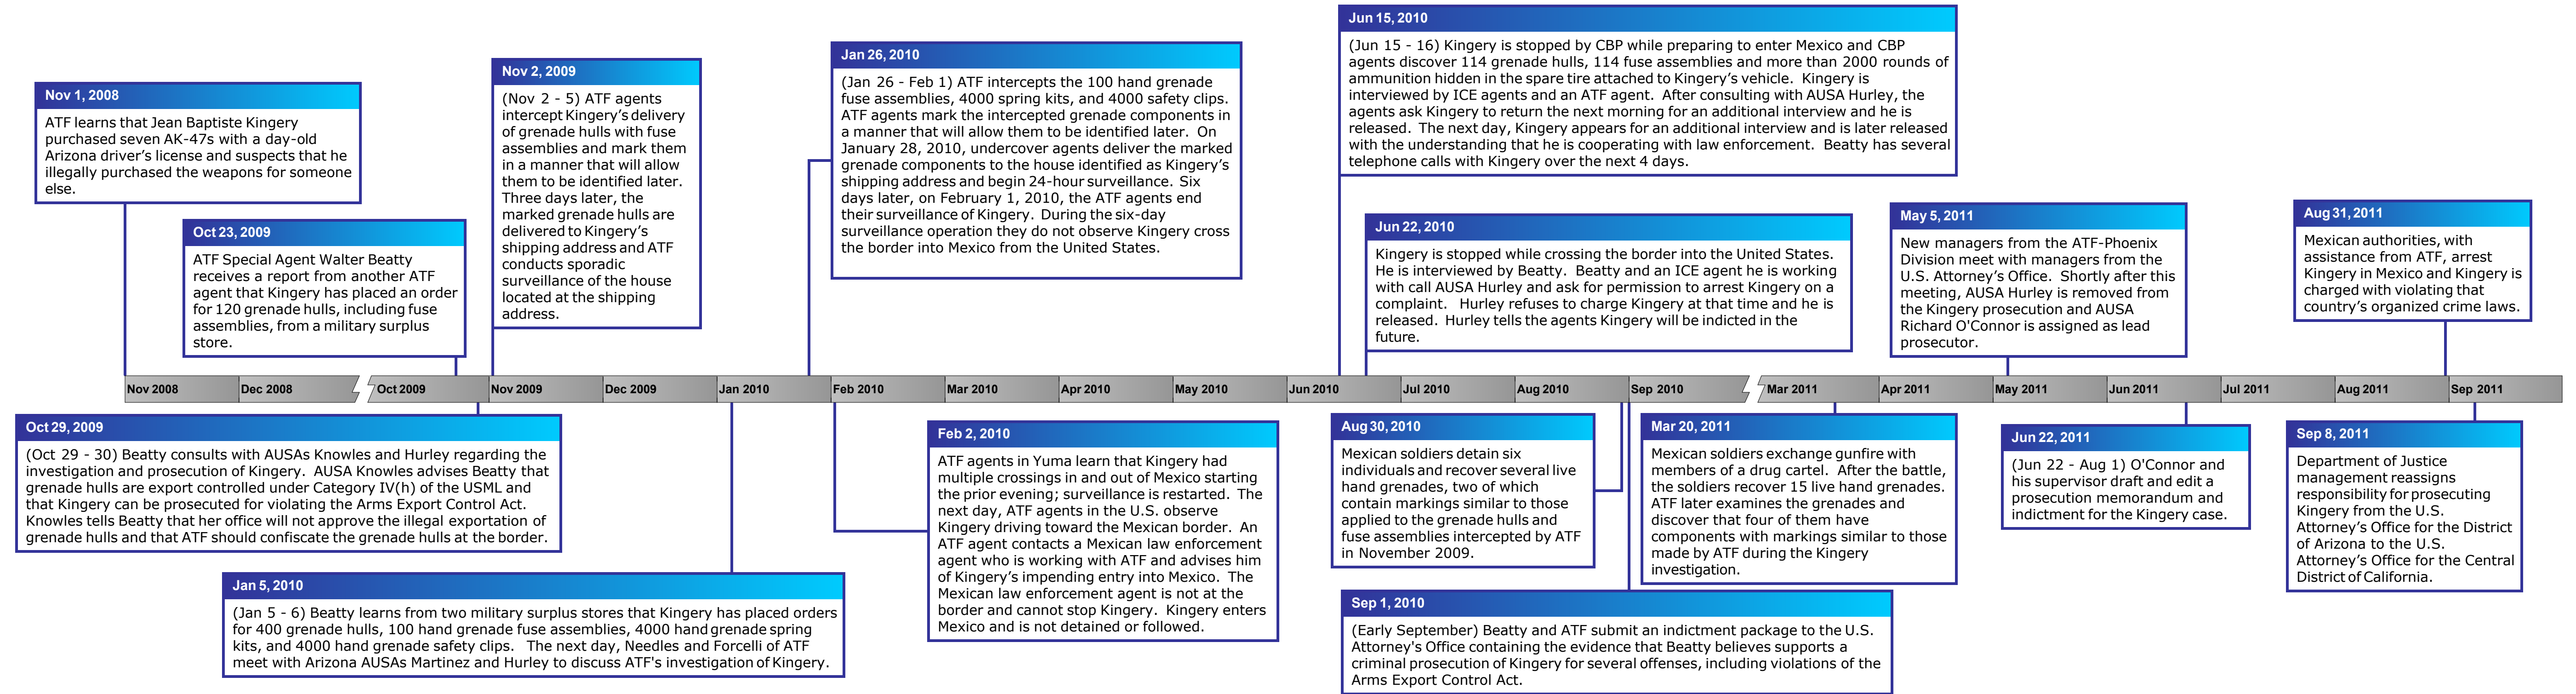 Nov 1, 2008
ATF learns that Jean Baptiste Kingery
purchased seven AK-47s with a day-old
Arizona driver's license and suspects that he
illegally purchased the weapons for someone
else.
Oct 23, 2009
ATF Special Agent Walter Beatty
receives a report from another ATF
agent that Kingery has placed an order
for 120 grenade hulls, including fuse
assemblies, from a military surplus
store.
Nov 2, 2009
(Nov 2 - 5) ATF agents
intercept Kingery's delivery
of grenade hulls with fuse
assemblies and mark them
in a manner that will allow
them to be identified later.
Three days later, the
marked grenade hulls are
delivered to Kingery's
shipping address and ATF
conducts sporadic
surveillance of the house
located at the shipping
address.
Jan 26, 2010
(Jan 26 - Feb 1) ATF intercepts the 100 hand grenade
fuse assemblies, 4000 spring kits, and 4000 safety clips.
ATF agents mark the intercepted grenade components in
a manner that will allow them to be identified later. On
January 28, 2010, undercover agents deliver the marked
grenade components to the house identified as Kingery's
shipping address and begin 24-hour surveillance. Six
days later, on February 1, 2010, the ATF agents end
their surveillance of Kingery. During the six-day
surveillance operation they do not observe Kingery cross
the border into Mexico from the United States.
Jun 15, 2010
(Jun 15 - 16) Kingery is stopped by CBP while preparing to enter Mexico and CBP
agents discover 114 grenade hulls, 114 fuse assemblies and more than 2000 rounds of
ammunition hidden in the spare tire attached to Kingery's vehicle. Kingery is
interviewed by ICE agents and an ATF agent. After consulting with AUSA Hurley, the
agents ask Kingery to return the next morning for an additional interview and he is
released. The next day, Kingery appears for an additional interview and is later released
with the understanding that he is cooperating with law enforcement. Beatty has several
telephone calls with Kingery over the next 4 days.
Jun 22, 2010
Kingery is stopped while crossing the border into the United States.
He is interviewed by Beatty. Beatty and an ICE agent he is working
with call AUSA Hurley and ask for permission to arrest Kingery on a
complaint. Hurley refuses to charge Kingery at that time and he is
released. Hurley tells the agents Kingery will be indicted in the
future.
May 5, 2011
New managers from the ATF-Phoenix
Division meet with managers from the
U.S. Attorney's Office. Shortly after this
meeting, AUSA Hurley is removed from
the Kingery prosecution and AUSA
Richard O'Connor is assigned as lead
prosecutor.
Aug 31, 2011
Mexican authorities, with
assistance from ATF, arrest
Kingery in Mexico and Kingery is
charged with violating that
country's organized crime laws.
Nov 2008
Dec 2008
Oct 2009
Nov 2009
Dec 2009
Jan 2010
Feb 2010
Mar 2010
Apr 2010
May 2010
Jun 2010
Jul 2010
Aug 2010
Sep 2010
Mar 2011
Apr 2011
May 2011
Jun 2011
Jul 2011
Aug 2011
Sep 2011
Oct 29, 2009
(Oct 29 - 30) Beatty consults with AUSAs Knowles and Hurley regarding the
investigation and prosecution of Kingery. AUSA Knowles advises Beatty that
grenade hulls are export controlled under Category IV(h) of the USML and
that Kingery can be prosecuted for violating the Arms Export Control Act.
Knowles tells Beatty that her office will not approve the illegal exportation of
grenade hulls and that ATF should confiscate the grenade hulls at the border.
Jan 5, 2010
(Jan 5 - 6) Beatty learns from two military surplus stores that Kingery has placed orders
for 400 grenade hulls, 100 hand grenade fuse assemblies, 4000 hand grenade spring
kits, and 4000 hand grenade safety clips. The next day, Needles and Forcelli of ATF
meet with Arizona AUSAs Martinez and Hurley to discuss ATF's investigation of Kingery.
Feb 2, 2010
ATF agents in Yuma learn that Kingery had
multiple crossings in and out of Mexico starting
the prior evening; surveillance is restarted. The
next day, ATF agents in the U.S. observe
Kingery driving toward the Mexican border. An
ATF agent contacts a Mexican law enforcement
agent who is working with ATF and advises him
of Kingery's impending entry into Mexico. The
Mexican law enforcement agent is not at the
border and cannot stop Kingery. Kingery enters
Mexico and is not detained or followed.
Aug 30, 2010
Mexican soldiers detain six
individuals and recover several live
hand grenades, two of which
contain markings similar to those
applied to the grenade hulls and
fuse assemblies intercepted by ATF
in November 2009.
Sep 1, 2010
(Early September) Beatty and ATF submit an indictment package to the U.S.
Attorney's Office containing the evidence that Beatty believes supports a
criminal prosecution of Kingery for several offenses, including violations of the
Arms Export Control Act.
Mar 20, 2011
Mexican soldiers exchange gunfire with
members of a drug cartel. After the battle,
the soldiers recover 15 live hand grenades.
ATF later examines the grenades and
discover that four of them have
components with markings similar to those
made by ATF during the Kingery
investigation.
Jun 22, 2011
(Jun 22 - Aug 1) O'Connor and
his supervisor draft and edit a
prosecution memorandum and
indictment for the Kingery case.
Sep 8, 2011
Department of Justice
management reassigns
responsibility for prosecuting
Kingery from the U.S.
Attorney's Office for the District
of Arizona to the U.S.
Attorney's Office for the Central
District of California.